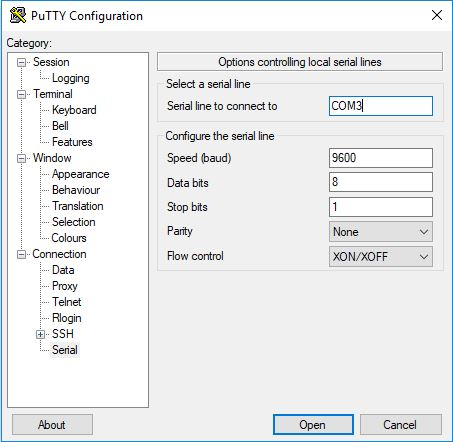 PuTTY Configuration
Category:
Session
Logging
Terminal
Keyboard
Bell
Features
Window
Appearance
Behaviour
Translation
Selection
Colours
Connection
Data
Proxy
Telnet
Rlogin
SSH
Serial
Options controlling local serial lines
Select a serial line
Serial line to connect to COM3
Configure the serial line
Speed (baud) 9600
Data bits 8
Stop bits 1
Parity None
Flow control XON/XOFF
About Open Cancel